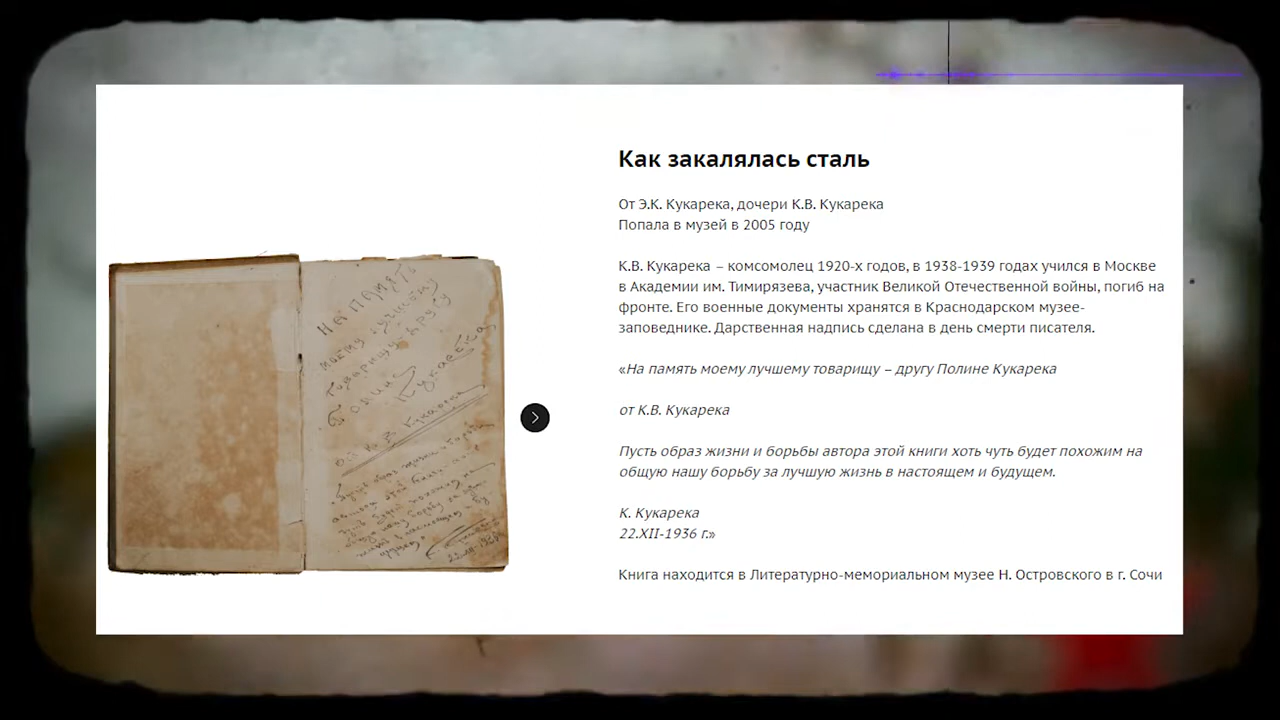 Как закалялась сталь
От Э.К. Кукарека, дочери К.В. Кукарека
Попала в музей в 2005 году
К.В. Кукарека – комсомолец 1920-х годов, в 1938-1939 годах учился в Москве
в Академии им. Тимирязева, участник Великой Отечественной войны, погиб на
фронте. Его военные документы хранятся в Краснодарском музее-
заповеднике. Дарственная надпись сделана в день смерти писателя.
«На память моему лучшему товарищу – другу Полине Кукарека
от К.В. Кукарека
Пусть образ жизни и борьбы автора этой книги хоть чуть будет похожим на
общую нашу борьбу за лучшую жизнь в настоящем и будущем.
К. Кукарека
22.XII-1936 г.»
Книга находится в Литературно-мемориальном музее Н. Островского в г. Сочи
НА ПАМЯТЬ
моему лучшему
товарищу – другу
Полине
Кукарека
от К.В. Кукарека